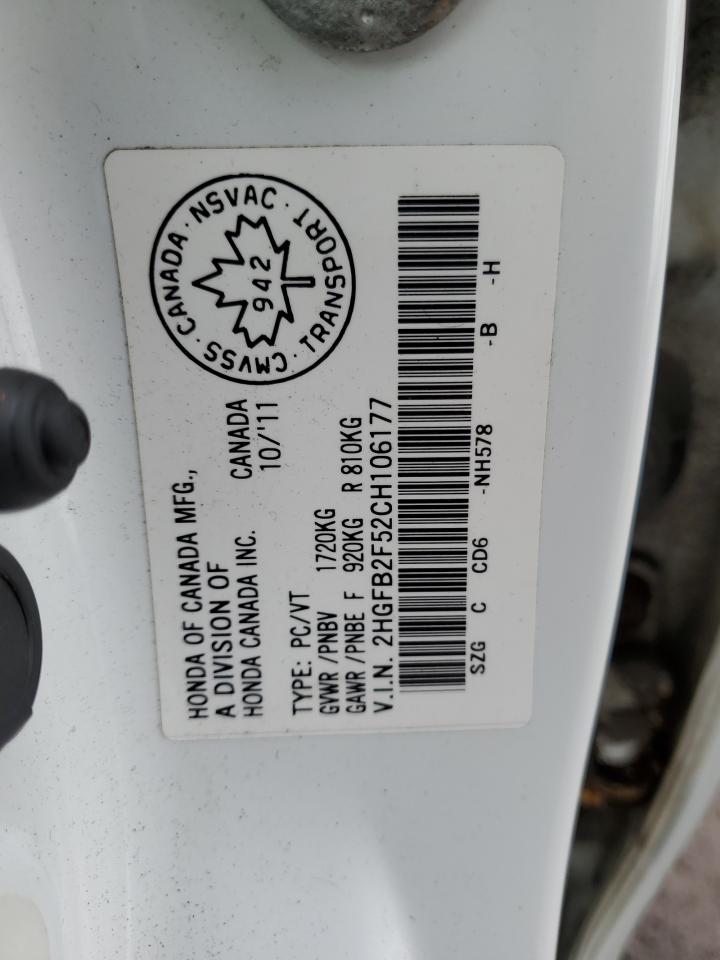 HONDA OF CANADA MFG.,
A DIVISION OF
HONDA CANADA INC.
CANADA
10/'11
TYPE: PC/VT
GVWR /PNBV 1720KG
GAWR /PNBE F 920KG R 810KG
V.I.N. 2HGFB2F52CH106177
SZG C CD6 -NH578 -B -H
CANADA · NSVAC · TRANSPORT · CMVSS ·
942